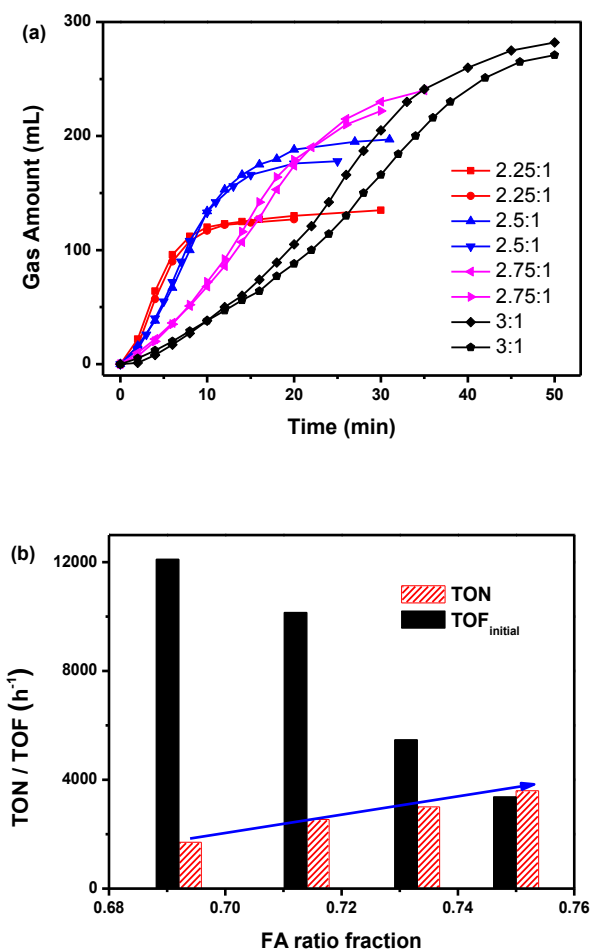 (a)
300
200
100
0
Gas Amount (mL)
2.25:1
2.25:1
2.5:1
2.5:1
2.75:1
2.75:1
3:1
3:1
0 10 20 30 40 50
Time (min)
(b)
12000
8000
4000
0
TON / TOF (h-1)
TON
TOFinitial
0.68 0.70 0.72 0.74 0.76
FA ratio fraction